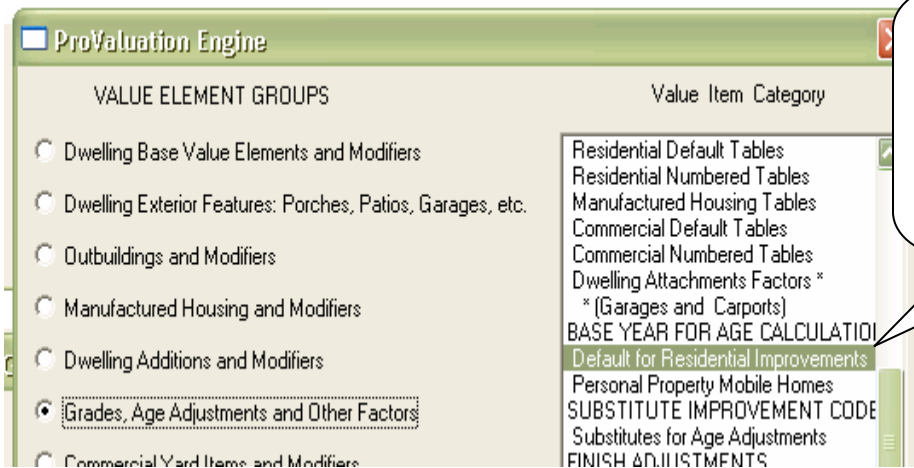 ProValuation Engine
VALUE ELEMENT GROUPS
Dwelling Base Value Elements and Modifiers
Dwelling Exterior Features: Porches, Patios, Garages, etc.
Outbuildings and Modifiers
Manufactured Housing and Modifiers
Dwelling Additions and Modifiers
Grades, Age Adjustments and Other Factors
Commercial Yard Items and Modifiers
Value Item Category
Residential Default Tables
Residential Numbered Tables
Manufactured Housing Tables
Commercial Default Tables
Commercial Numbered Tables
Dwelling Attachments Factors *
* (Garages and Carports)
BASE YEAR FOR AGE CALCULATIO
Default for Residential Improvements
Personal Property Mobile Homes
SUBSTITUTE IMPROVEMENT CODE
Substitutes for Age Adjustments
FINISH ADJUSTMENTS